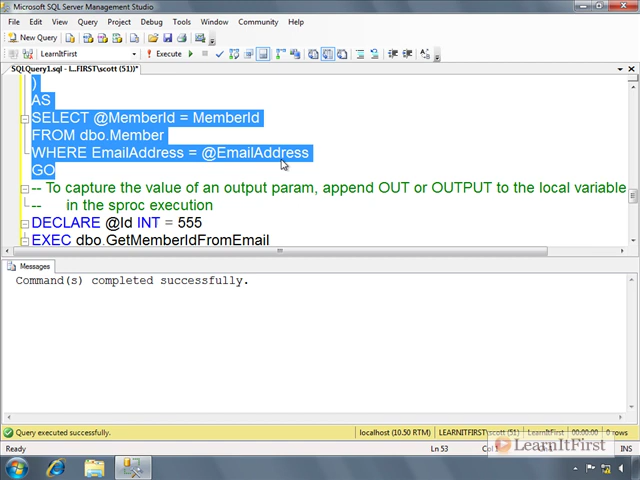 Microsoft SQL Server Management Studio
File Edit View Query Project Debug Tools Window Community Help
New Query
LearnItFirst Execute
SQLQuery1.sql - l...FIRST\scott (51))*
)
AS
SELECT @MemberId = MemberId
FROM dbo.Member
WHERE EmailAddress = @EmailAddress
GO
-- To capture the value of an output param, append OUT or OUTPUT to the local variable
-- in the sproc execution
DECLARE @Id INT = 555
EXEC dbo.GetMemberIdFromEmail
Messages
Command(s) completed successfully.
Query executed successfully. localhost (10.50 RTM) LEARNITFIRST\scott (51) LearnItFirst 00:00:00 0 rows
LearnItFirst
Ready Ln 53 INS